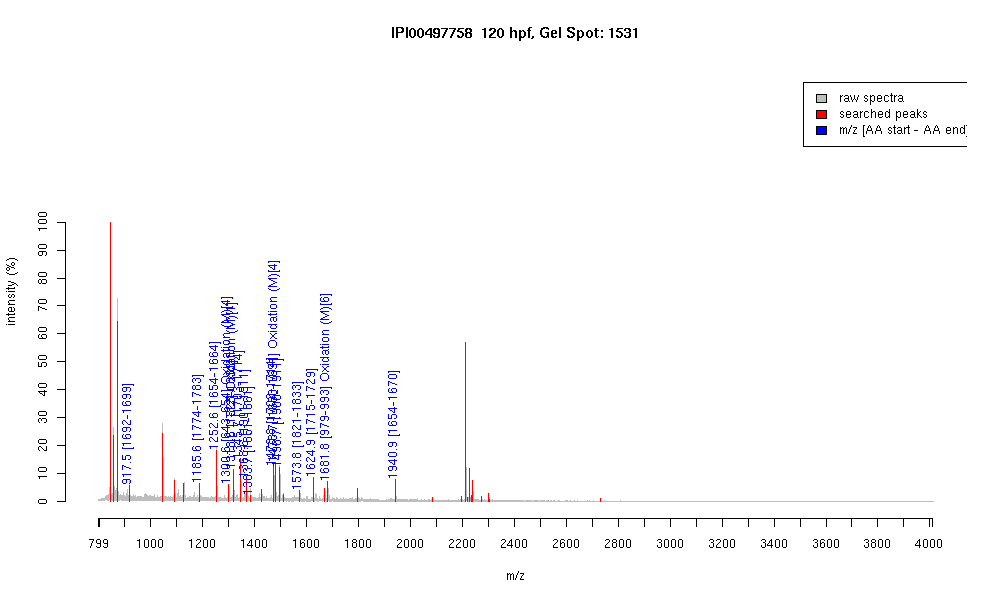 IPI00497758 120 hpf, Gel Spot: 1531
raw spectra
searched peaks
m/z [AA start - AA end]
intensity (%)
100
90
80
70
60
50
40
30
20
10
0
917.5 [1692-1699]
1185.6 [1774-1783]
1252.6 [1654-1664]
Oxidation (M)[4]
1573.8 [1821-1833]
1624.9 [1715-1729]
1681.8 [979-993] Oxidation (M)[6]
1940.9 [1654-1670]
799 1000 1200 1400 1600 1800 2000 2200 2400 2600 2800 3000 3200 3400 3600 3800 4000
m/z